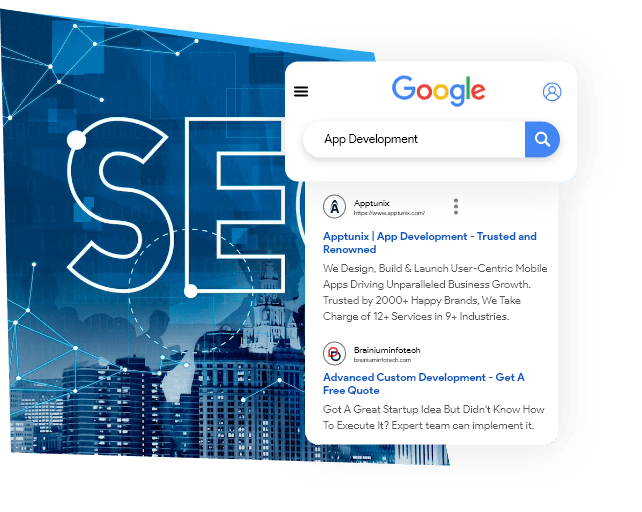 SEO
Google
App Development
Apptunix
https://www.apptunix.com/
Apptunix | App Development - Trusted and
Renowned
We Design, Build & Launch User-Centric Mobile
Apps Driving Unparalleled Business Growth.
Trusted by 2000+ Happy Brands, We Take
Charge of 12+ Services in 9+ Industries.
Brainiuminfotech
brainiuminfotech.com
Advanced Custom Development - Get A
Free Quote
Got A Great Startup Idea But Didn't Know How
To Execute It? Expert team can implement it.